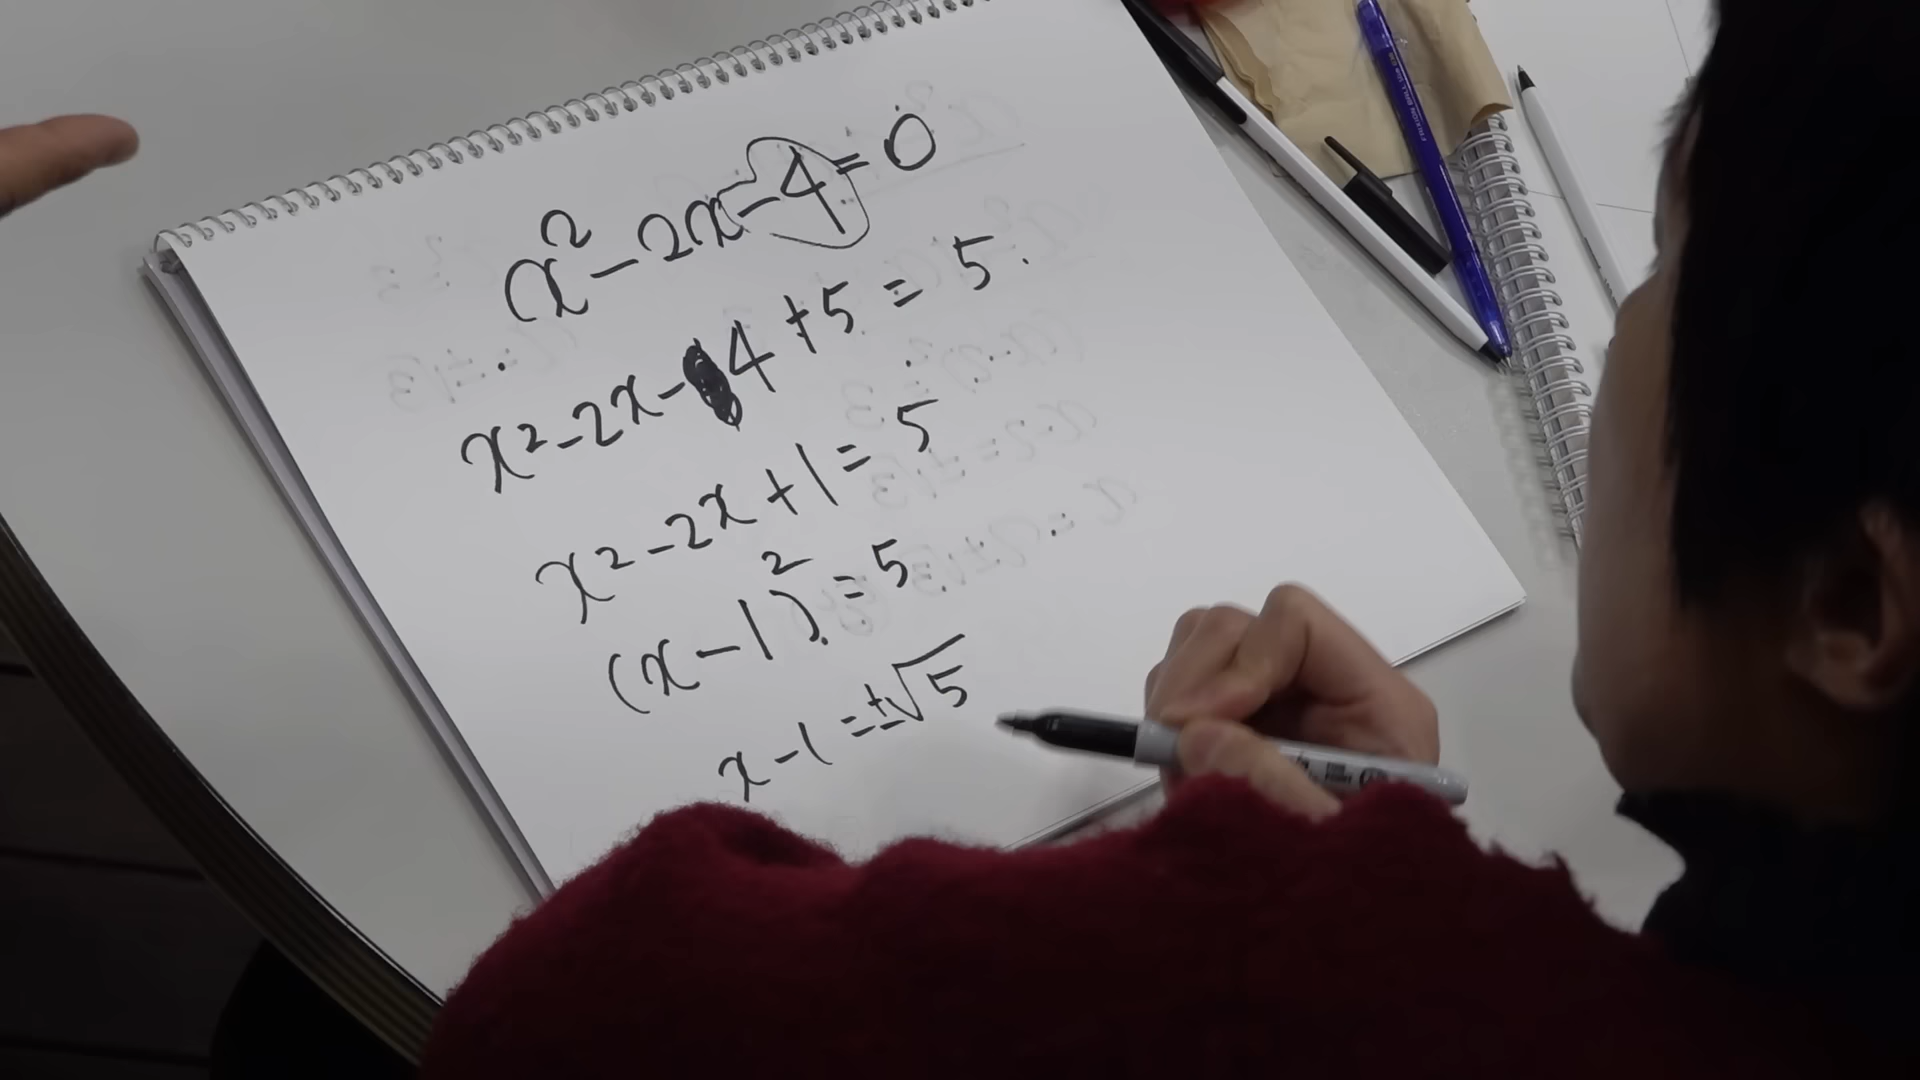 x² - 2x - 4 = 0
x² - 2x - 4 + 5 = 5
x² - 2x + 1 = 5
(x - 1)² = 5
x - 1 = ±√5